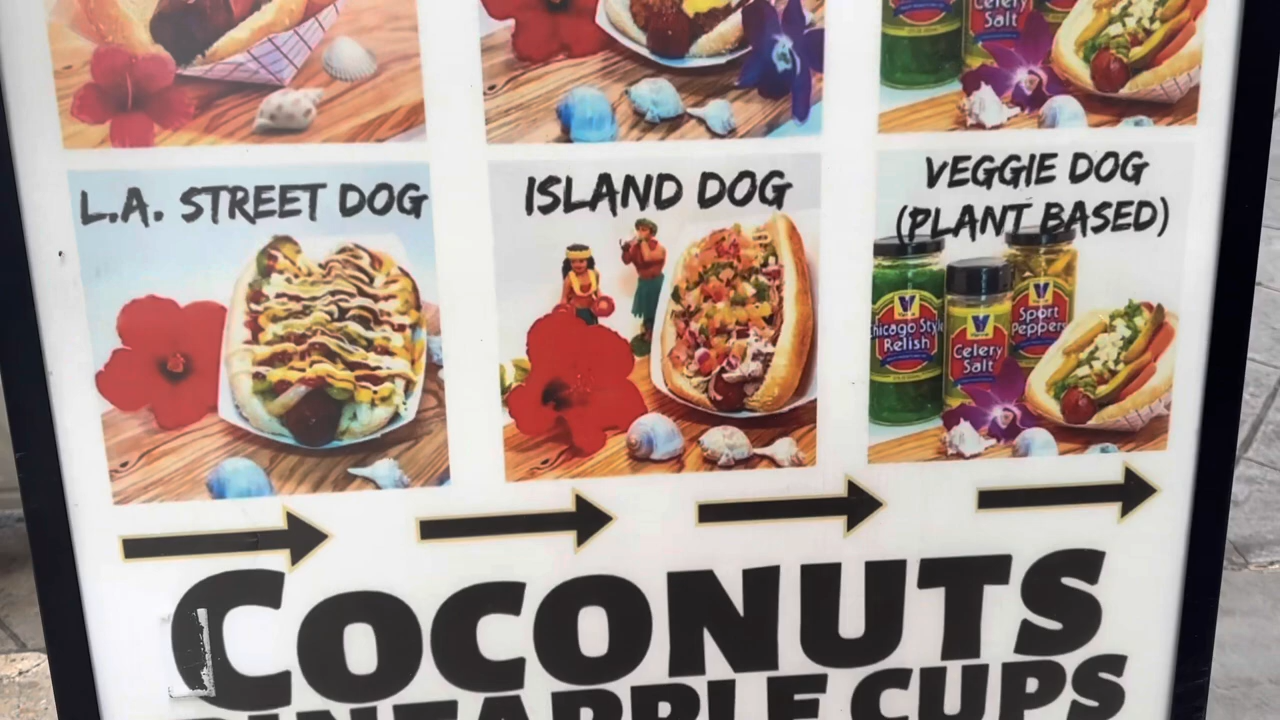 Celery
Salt
L.A. STREET DOG
ISLAND DOG
VEGGIE DOG
(PLANT BASED)
Chicago Style
Relish
Celery
Salt
Sport
Peppers
COCONUTS
PINEAPPLE CUPS